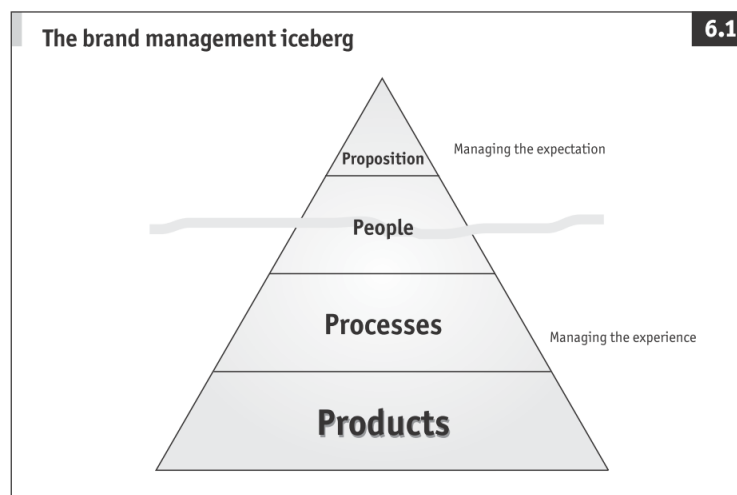 The brand management iceberg
6.1
Proposition
Managing the expectation
People
Processes
Managing the experience
Products